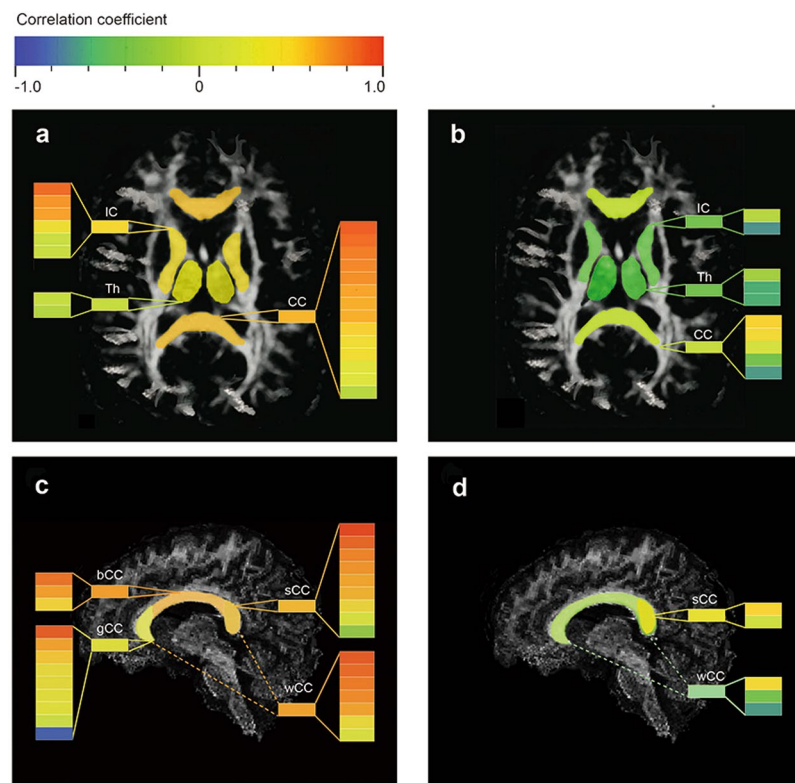 Correlation coefficient
-1.0 0 1.0
a
IC
Th
CC
b
IC
Th
CC
c
bCC
sCC
gCC
wCC
d
sCC
wCC